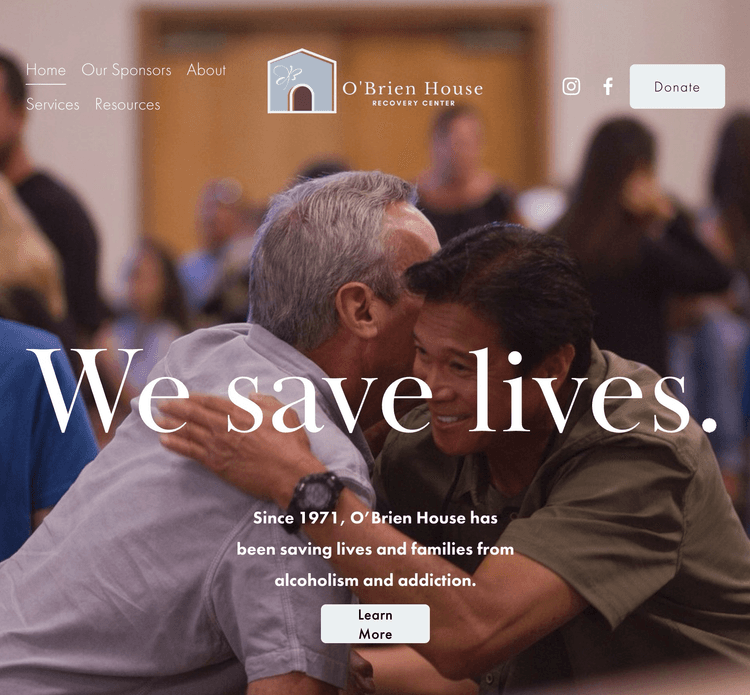 Home Our Sponsors About
Services Resources
O'Brien House
RECOVERY CENTER
Donate
We save lives.
Since 1971, O’Brien House has
been saving lives and families from
alcoholism and addiction.
Learn
More